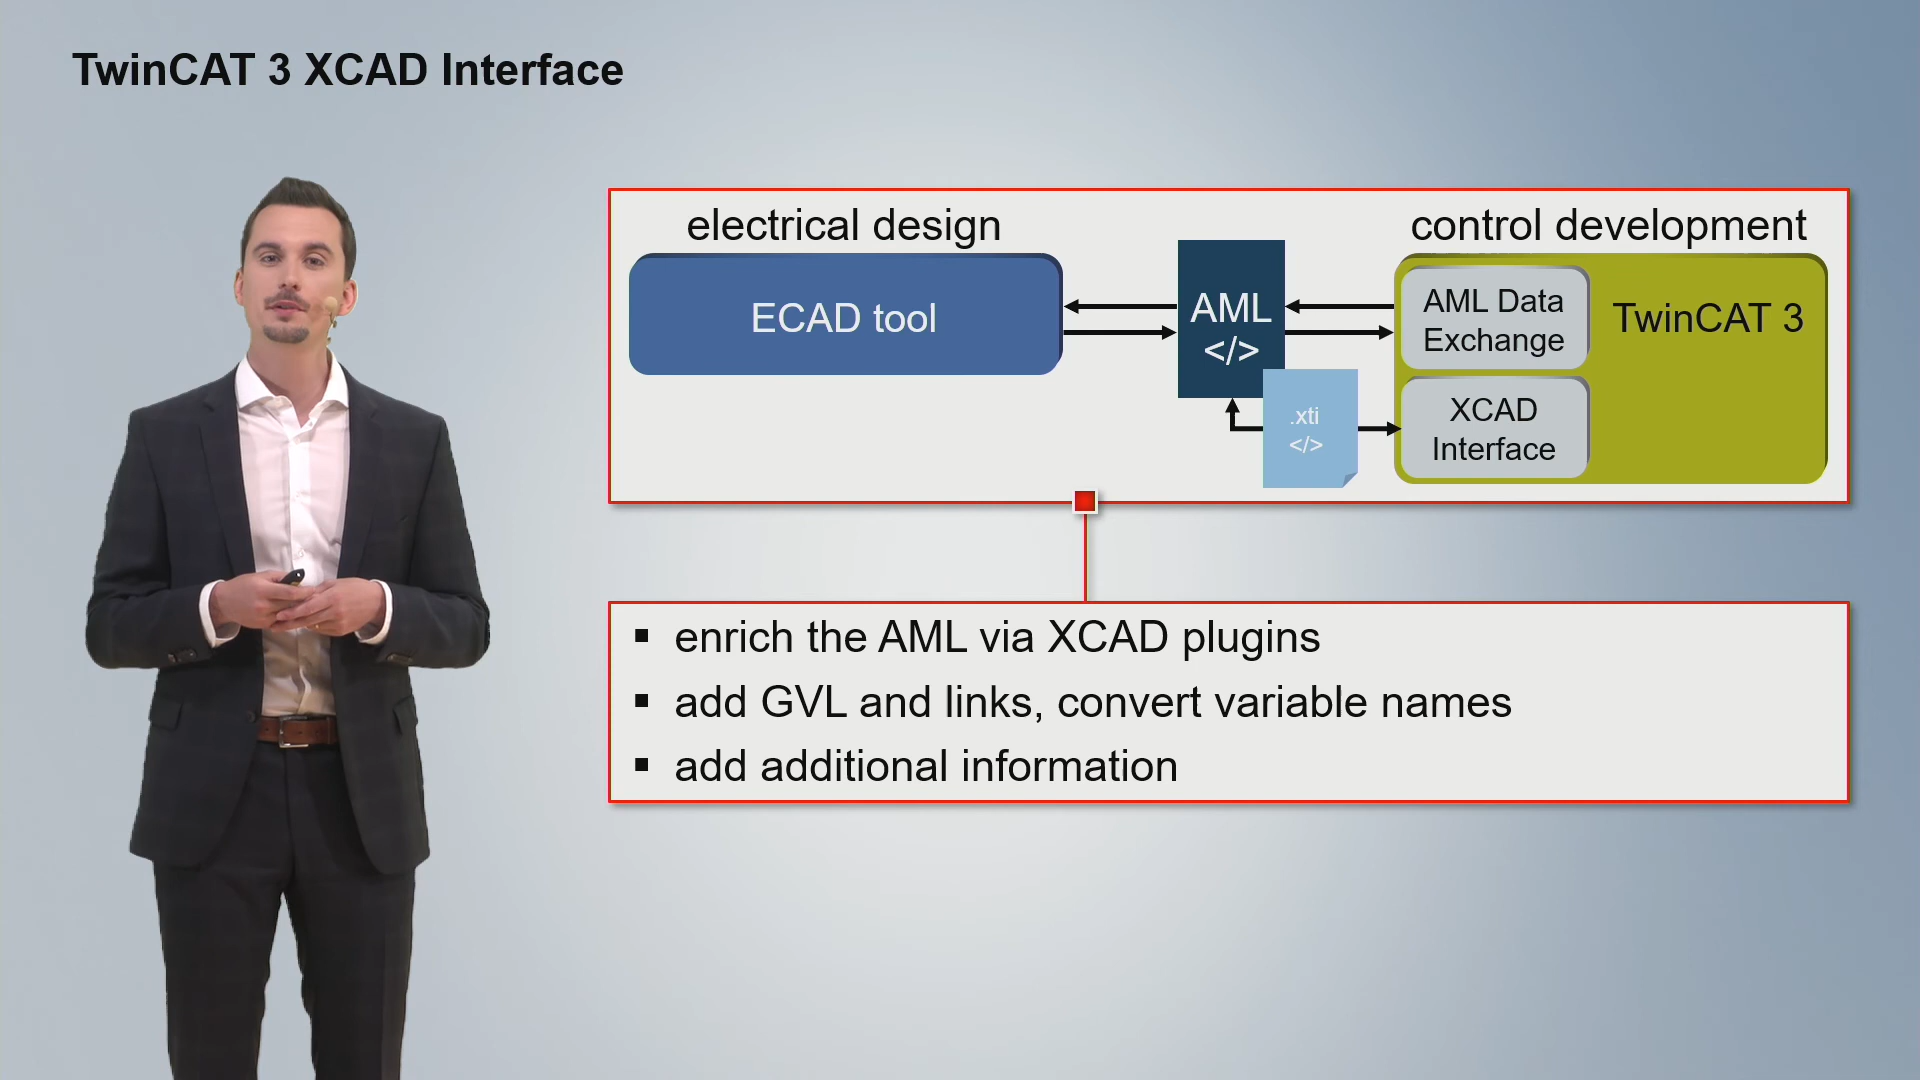 TwinCAT 3 XCAD Interface
electrical design
control development
ECAD tool
AML
</>
AML Data
Exchange
TwinCAT 3
.xti
</>
XCAD
Interface
▪ enrich the AML via XCAD plugins
▪ add GVL and links, convert variable names
▪ add additional information